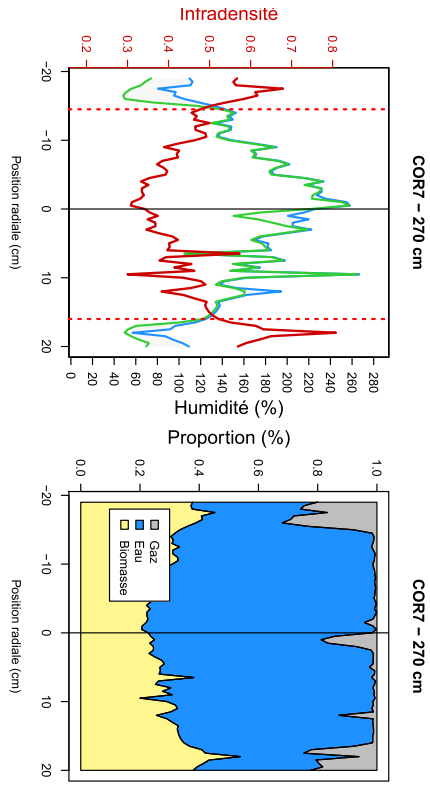 Infradensité
0.2 0.3 0.4 0.5 0.6 0.7 0.8
−20 −10 0 10 20
Position radiale (cm)
COR7 − 270 cm
0 20 40 60 80 100 120 140 160 180 200 220 240 260 280
Humidité (%)
Proportion (%)
0.0 0.2 0.4 0.6 0.8 1.0
−20 −10 0 10 20
Position radiale (cm)
COR7 − 270 cm
Gaz
Eau
Biomasse